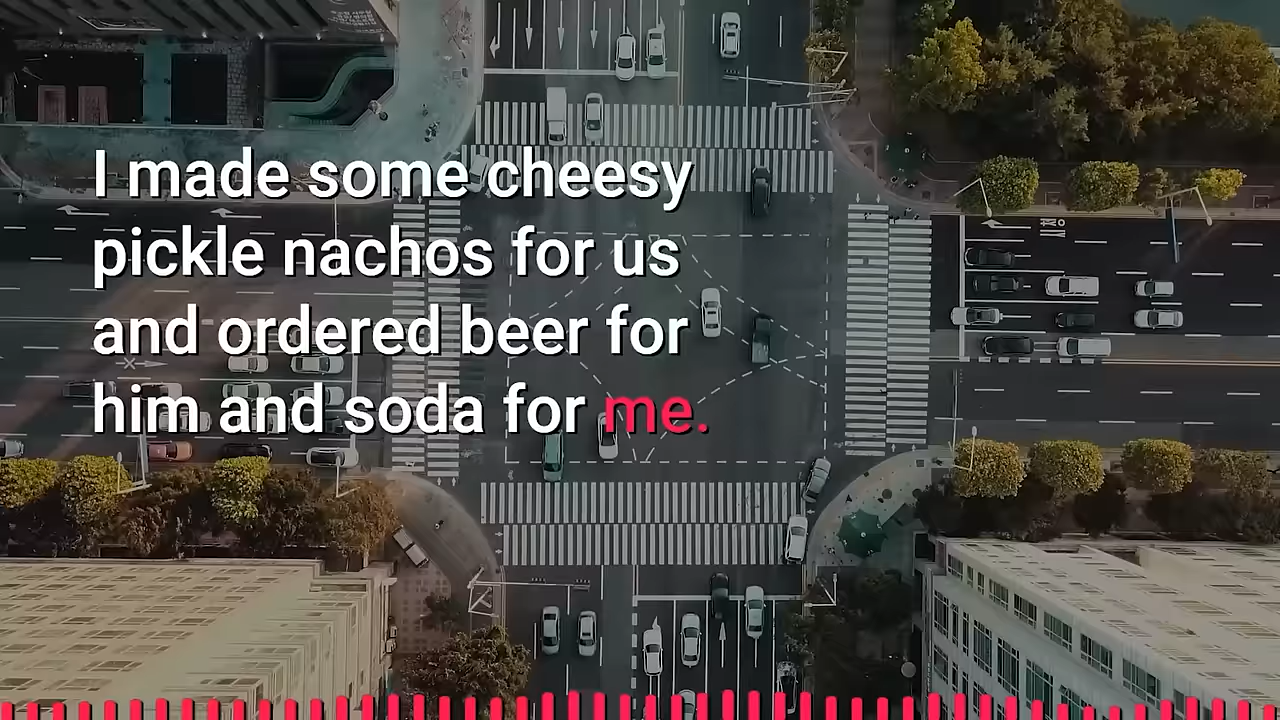 I made some cheesy
pickle nachos for us
and ordered beer for
him and soda for me.